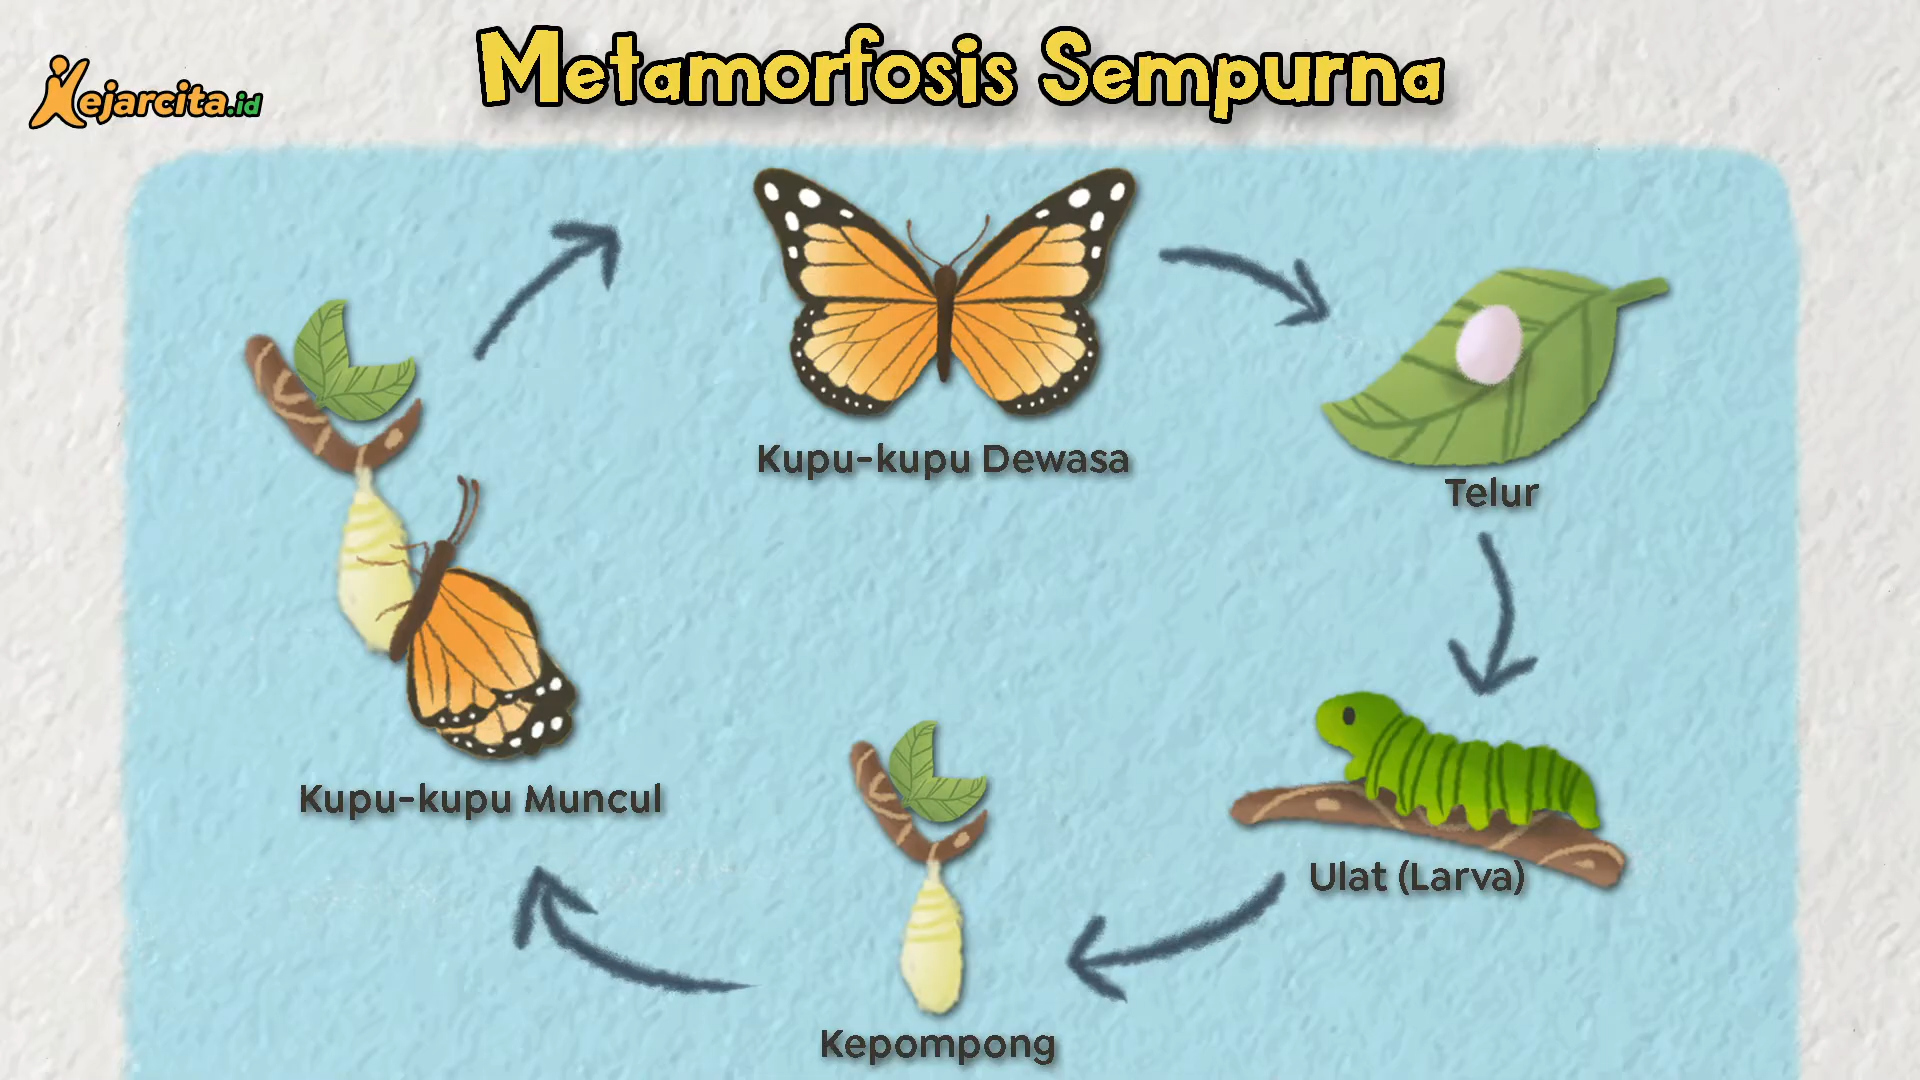 Kejarcita.id
Metamorfosis Sempurna
Kupu-kupu Dewasa
Telur
Ulat (Larva)
Kepompong
Kupu-kupu Muncul